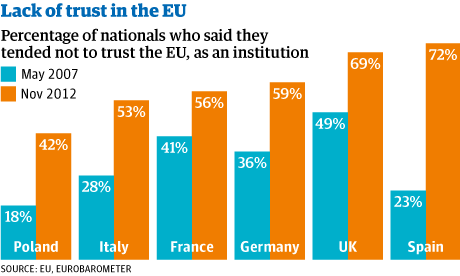 Lack of trust in the EU
Percentage of nationals who said they
tended not to trust the EU, as an institution
May 2007
Nov 2012
18%
42%
28%
53%
41%
56%
36%
59%
49%
69%
23%
72%
Poland
Italy
France
Germany
UK
Spain
SOURCE: EU, EUROBAROMETER